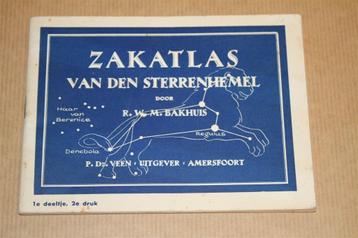 ZAKATLAS
VAN DEN STERRENHEMEL
DOOR
R. W. M. BAKHUIS
Haar
van
Berenice
Regulus
Denebola
P. Dz. VEEN - UITGEVER - AMERSFOORT
1e deeltje, 2e druk